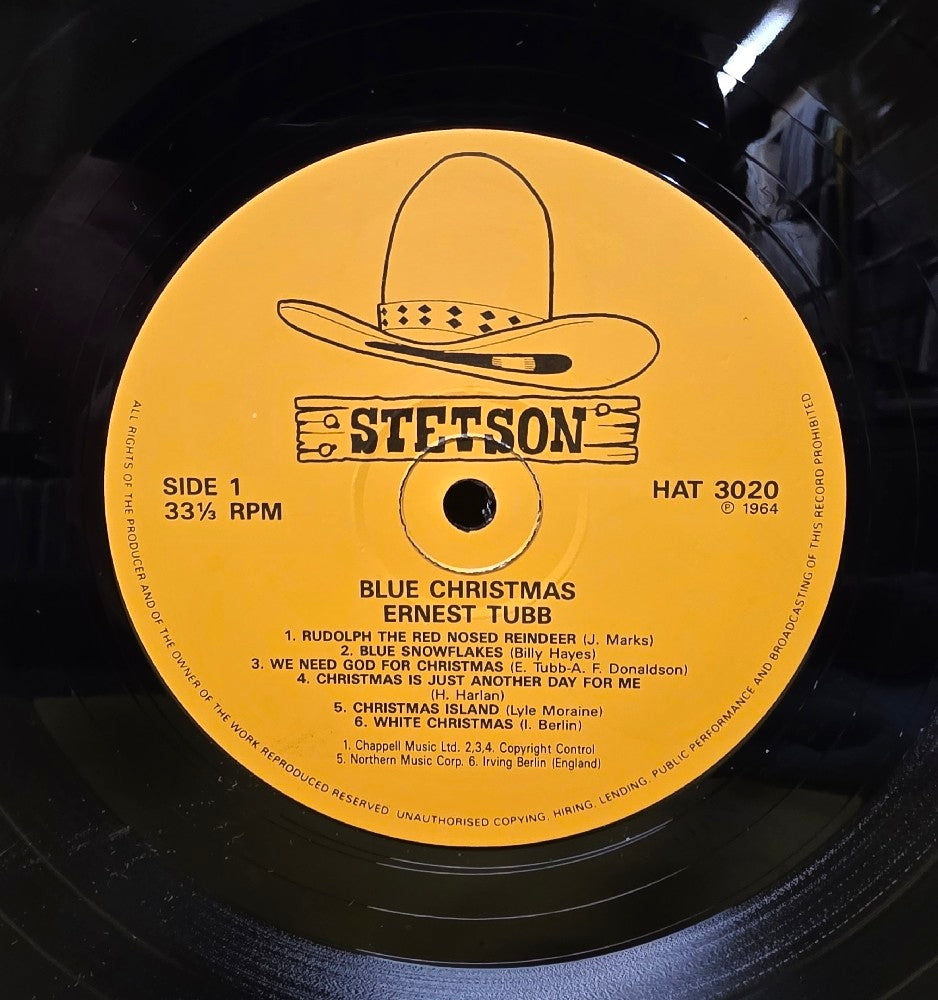 STETSON
SIDE 1
33⅓ RPM
HAT 3020
℗ 1964
BLUE CHRISTMAS
ERNEST TUBB
1. RUDOLPH THE RED NOSED REINDEER (J. Marks)
2. BLUE SNOWFLAKES (Billy Hayes)
3. WE NEED GOD FOR CHRISTMAS (E. Tubb-A. F. Donaldson)
4. CHRISTMAS IS JUST ANOTHER DAY FOR ME
(H. Harlan)
5. CHRISTMAS ISLAND (Lyle Moraine)
6. WHITE CHRISTMAS (I. Berlin)
1. Chappell Music Ltd. 2,3,4. Copyright Control
5. Northern Music Corp. 6. Irving Berlin (England)
ALL RIGHTS OF THE PRODUCER AND OF THE OWNER OF THE WORK REPRODUCED RESERVED UNAUTHORISED COPYING, HIRING, LENDING, PUBLIC PERFORMANCE AND BROADCASTING OF THIS RECORD PROHIBITED